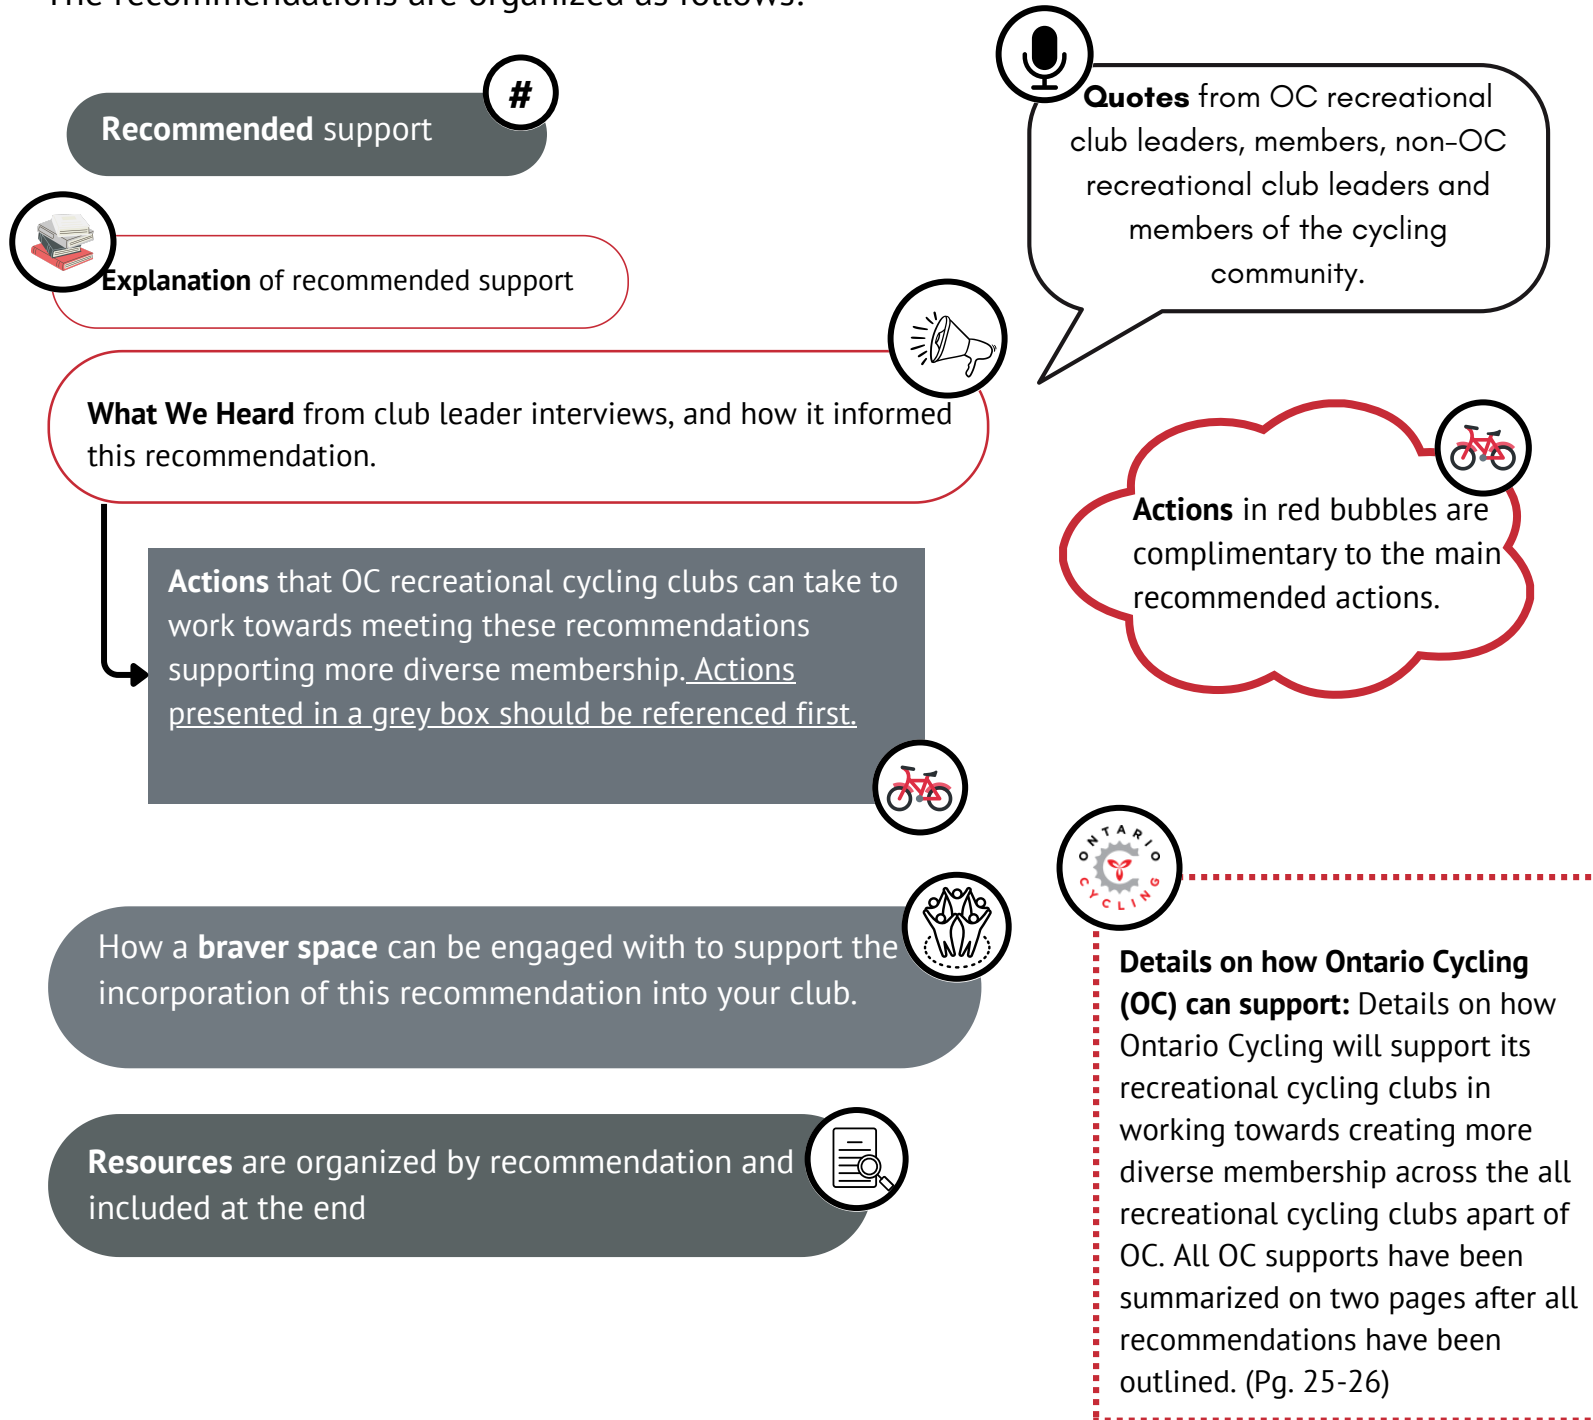 The recommendations are organized as follows:
#
Recommended support
Explanation of recommended support
What We Heard from club leader interviews, and how it informed
this recommendation.
Actions that OC recreational cycling clubs can take to
work towards meeting these recommendations
supporting more diverse membership. Actions
presented in a grey box should be referenced first.
How a braver space can be engaged with to support the
incorporation of this recommendation into your club.
Resources are organized by recommendation and
included at the end
Quotes from OC recreational
club leaders, members, non-OC
recreational club leaders and
members of the cycling
community.
Actions in red bubbles are
complimentary to the main
recommended actions.
ONTARIO
CYCLING
Details on how Ontario Cycling
(OC) can support: Details on how
Ontario Cycling will support its
recreational cycling clubs in
working towards creating more
diverse membership across the all
recreational cycling clubs apart of
OC. All OC supports have been
summarized on two pages after all
recommendations have been
outlined. (Pg. 25-26)